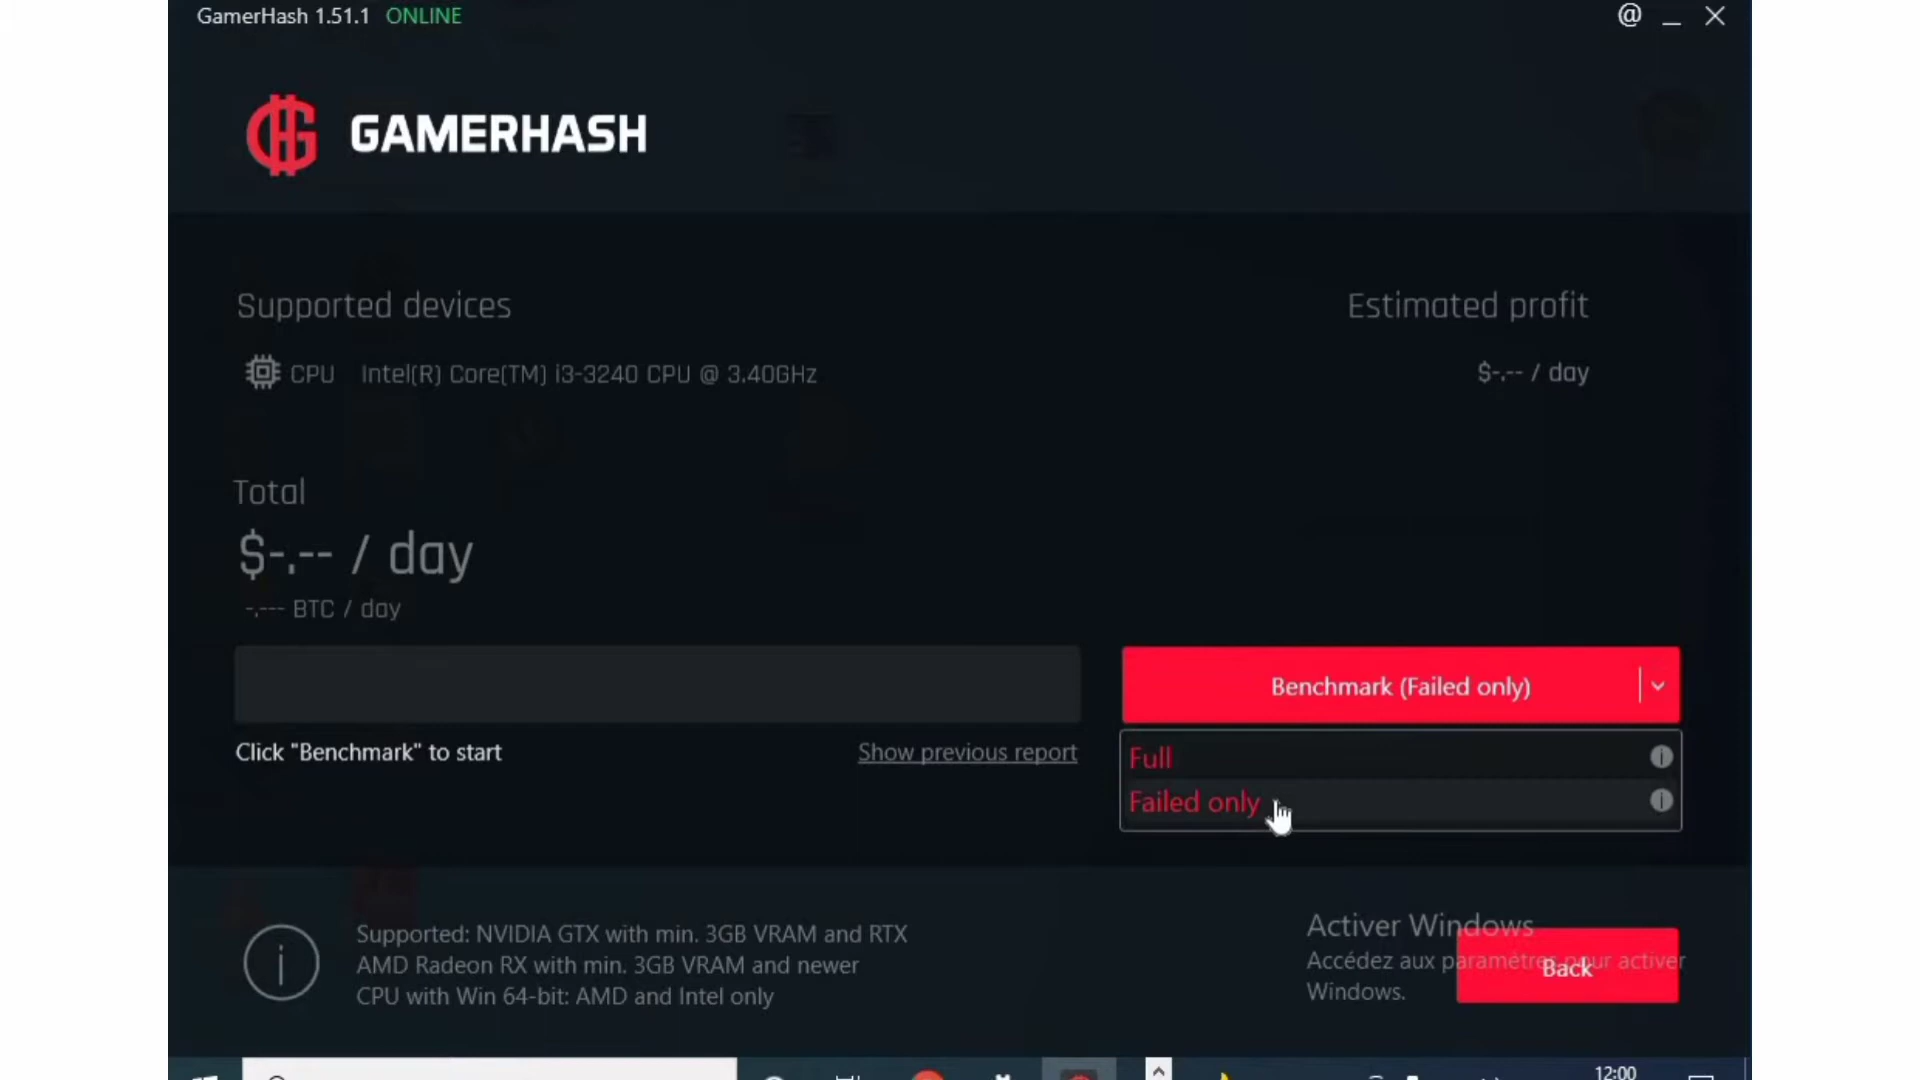 GamerHash 1.51.1 ONLINE
@
GAMERHASH
Supported devices
Estimated profit
CPU Intel(R) Core(TM) i3-3240 CPU @ 3.40GHz
$-.-- / day
Total
$-.-- / day
-.--- BTC / day
Benchmark (Failed only)
Click "Benchmark" to start
Show previous report
Full
Failed only
Supported: NVIDIA GTX with min. 3GB VRAM and RTX
AMD Radeon RX with min. 3GB VRAM and newer
CPU with Win 64-bit: AMD and Intel only
Activer Windows
Accédez aux paramètres pour activer
Windows.
Back
12:00